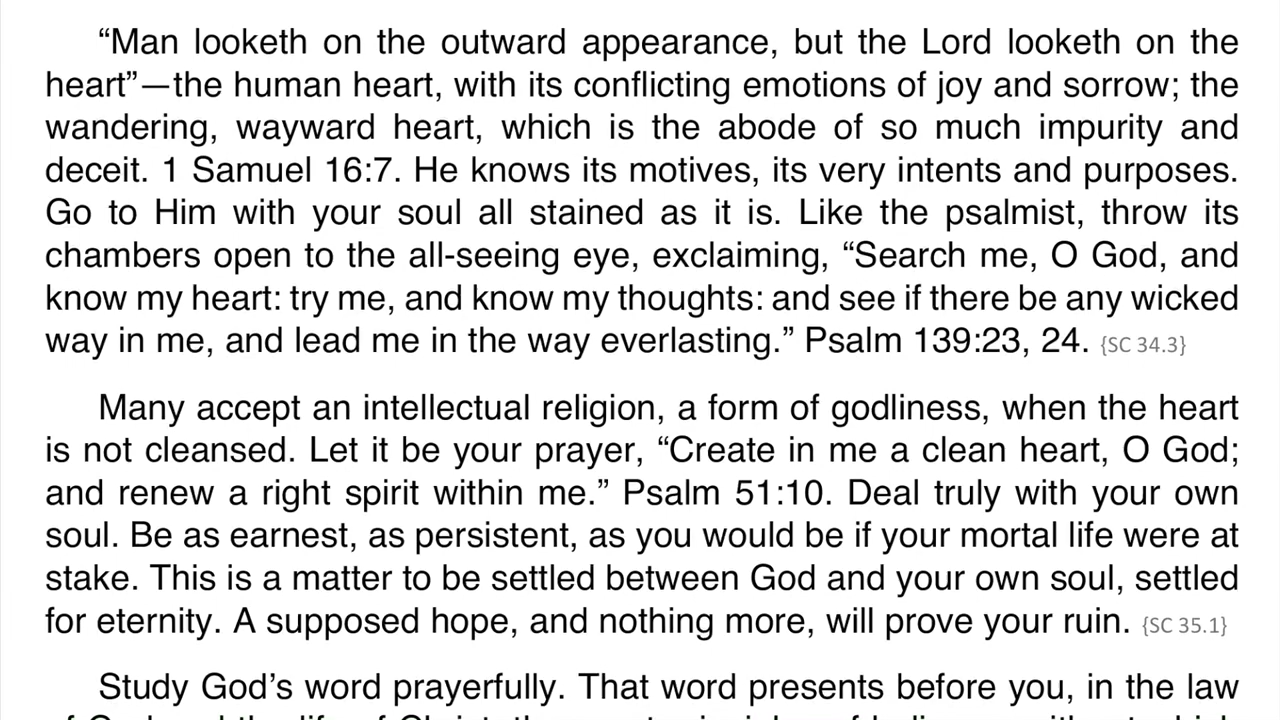 “Man looketh on the outward appearance, but the Lord looketh on the
heart”—the human heart, with its conflicting emotions of joy and sorrow; the
wandering, wayward heart, which is the abode of so much impurity and
deceit. 1 Samuel 16:7. He knows its motives, its very intents and purposes.
Go to Him with your soul all stained as it is. Like the psalmist, throw its
chambers open to the all-seeing eye, exclaiming, “Search me, O God, and
know my heart: try me, and know my thoughts: and see if there be any wicked
way in me, and lead me in the way everlasting.” Psalm 139:23, 24. {SC 34.3}
Many accept an intellectual religion, a form of godliness, when the heart
is not cleansed. Let it be your prayer, “Create in me a clean heart, O God;
and renew a right spirit within me.” Psalm 51:10. Deal truly with your own
soul. Be as earnest, as persistent, as you would be if your mortal life were at
stake. This is a matter to be settled between God and your own soul, settled
for eternity. A supposed hope, and nothing more, will prove your ruin. {SC 35.1}
Study God’s word prayerfully. That word presents before you, in the law